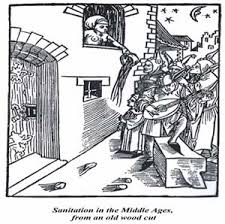 Sanitation in the Middle Ages,
from an old wood cut